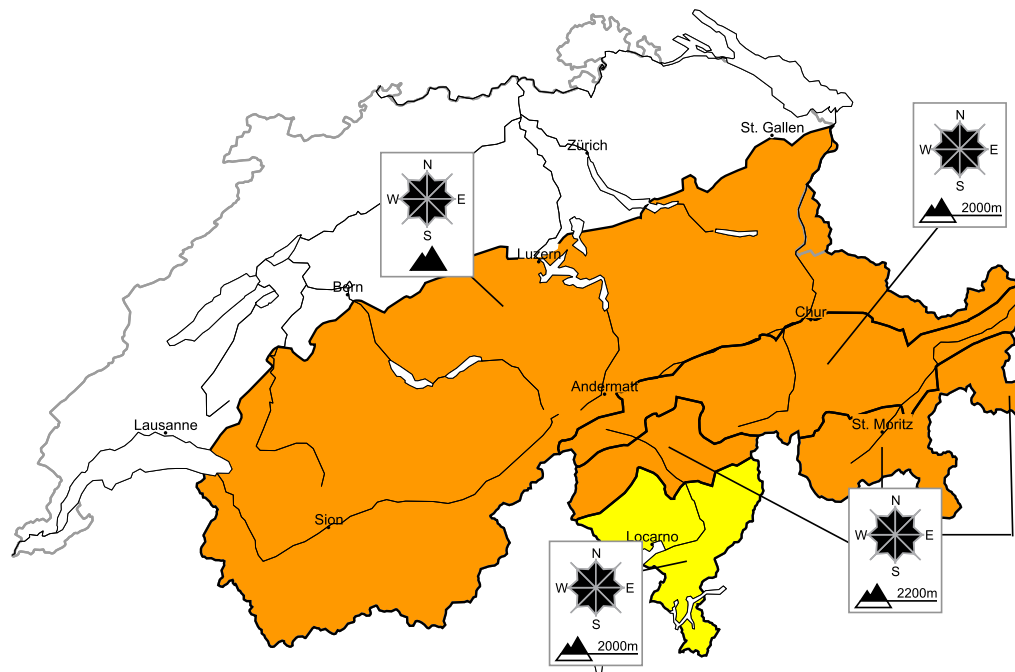 N
W E
S
2000m
St. Gallen
Zürich
N
W E
S
Luzern
Bern
Chur
Andermatt
Lausanne
St. Moritz
Sion
N
W E
S
2200m
Locarno
N
W E
S
2000m